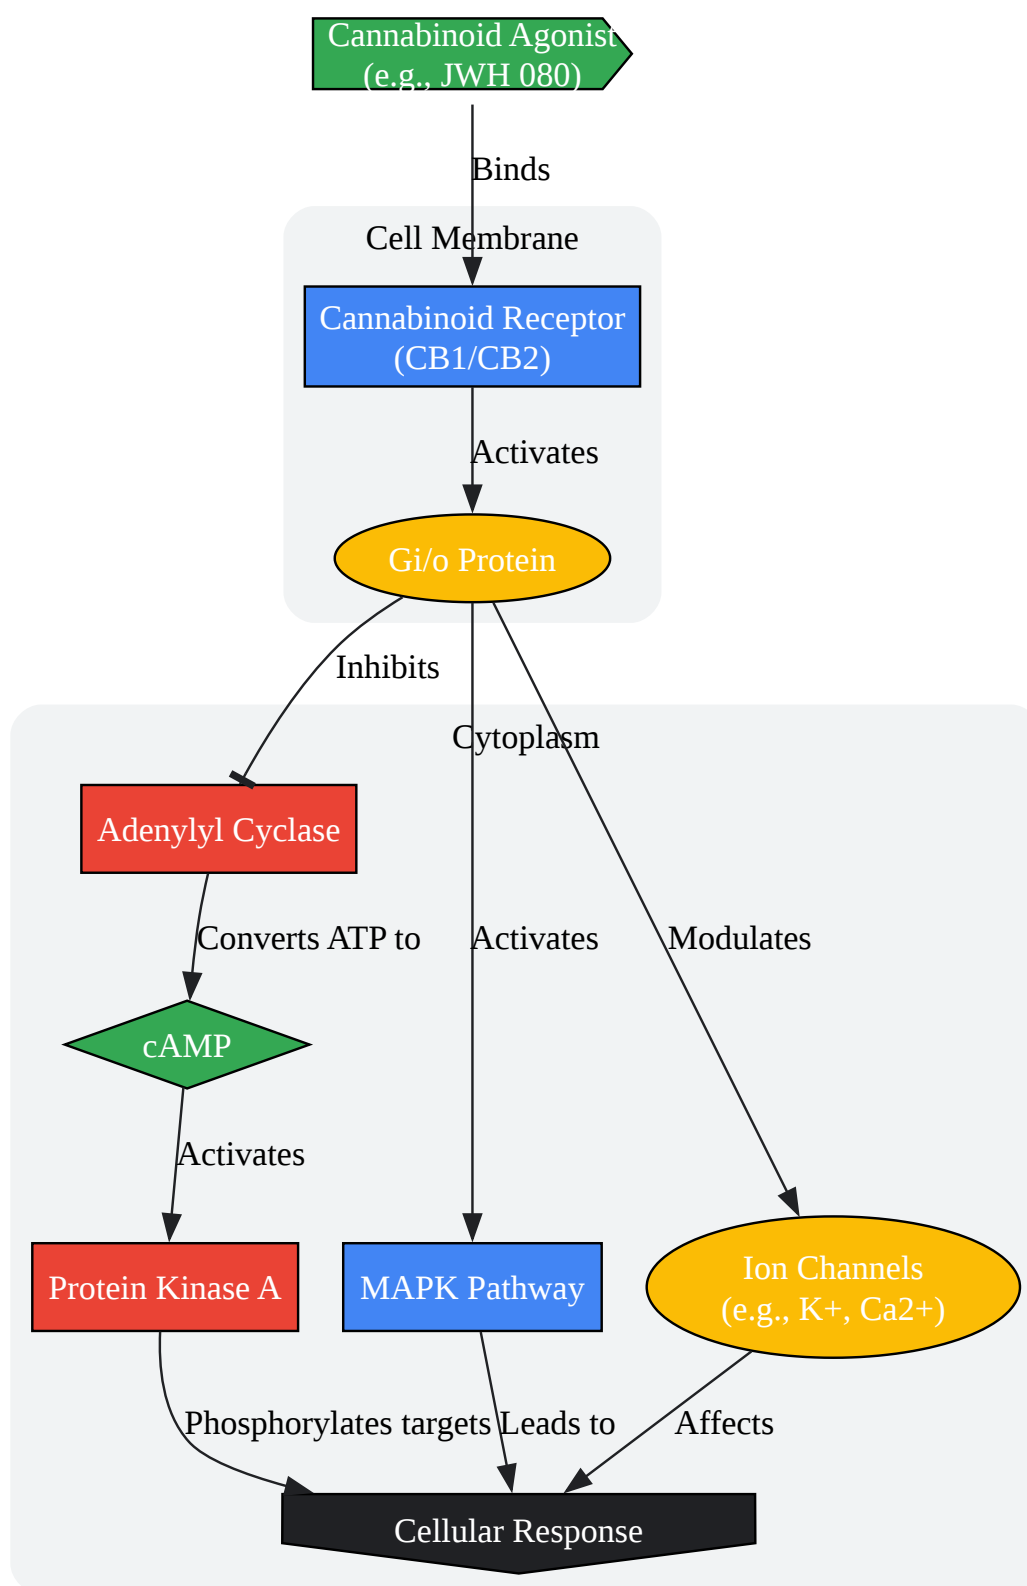 Cannabinoid Agonist
(e.g., JWH 080)
Binds
Cell Membrane
Cannabinoid Receptor
(CB1/CB2)
Activates
Gi/o Protein
Inhibits
Cytoplasm
Adenylyl Cyclase
Converts ATP to
Activates
Modulates
cAMP
Activates
Protein Kinase A
MAPK Pathway
Ion Channels
(e.g., K+, Ca2+)
Phosphorylates targets
Leads to
Affects
Cellular Response